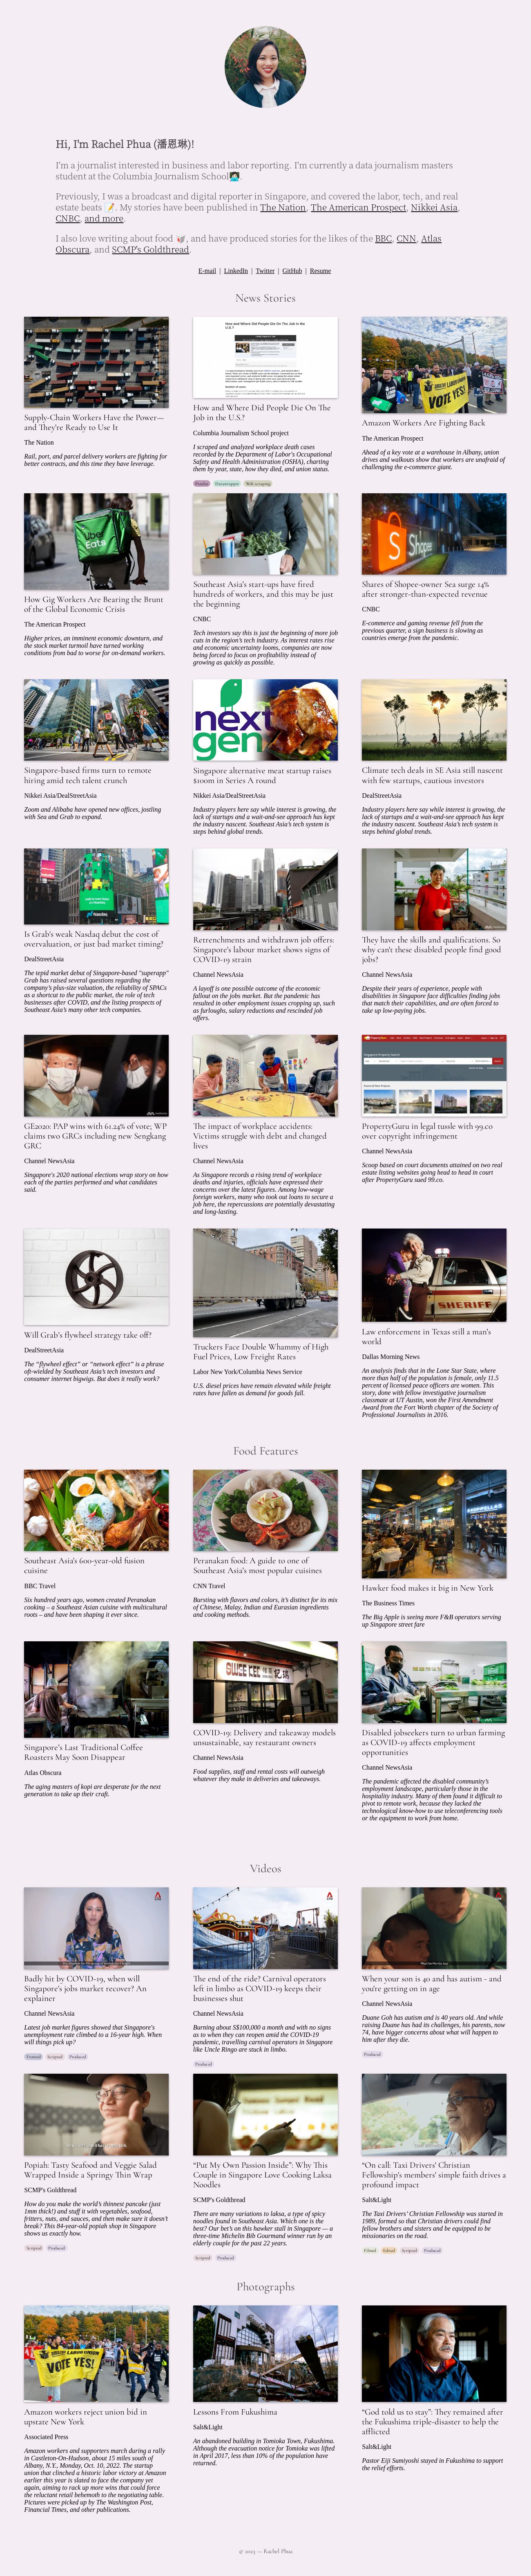 Hi, I'm Rachel Phua (潘恩琳)!
I'm a journalist interested in business and labor reporting. I'm currently a data journalism masters
student at the Columbia Journalism School👩🏻‍💻.
Previously, I was a broadcast and digital reporter in Singapore, and covered the labor, tech, and real
estate beats 📝. My stories have been published in The Nation, The American Prospect, Nikkei Asia,
CNBC, and more.
I also love writing about food 🥡, and have produced stories for the likes of the BBC, CNN, Atlas
Obscura, and SCMP's Goldthread.
E-mail | LinkedIn | Twitter | GitHub | Resume
News Stories
Supply-Chain Workers Have the Power—
and They're Ready to Use It
The Nation
Rail, port, and parcel delivery workers are fighting for
better contracts, and this time they have leverage.
How and Where Did People Die On The Job In the
U.S.?
How and Where Did People Die On The
Job in the U.S.?
Columbia Journalism School project
I scraped and analyzed workplace death cases
recorded by the Department of Labor's Occupational
Safety and Health Administration (OSHA), charting
them by year, state, how they died, and union status.
Pandas Datawrapper Web scraping
VOTE YES!
Amazon Workers Are Fighting Back
The American Prospect
Ahead of a key vote at a warehouse in Albany, union
drives and walkouts show that workers are unafraid of
challenging the e-commerce giant.
Uber
Eats
How Gig Workers Are Bearing the Brunt
of the Global Economic Crisis
The American Prospect
Higher prices, an imminent economic downturn, and
the stock market turmoil have turned working
conditions from bad to worse for on-demand workers.
Southeast Asia's start-ups have fired
hundreds of workers, and this may be just
the beginning
CNBC
Tech investors say this is just the beginning of more job
cuts in the region's tech industry. As interest rates rise
and economic uncertainty looms, companies are now
being forced to focus on profitability instead of
growing as quickly as possible.
Shopee
Shares of Shopee-owner Sea surge 14%
after stronger-than-expected revenue
CNBC
E-commerce and gaming revenue fell from the
previous quarter, a sign business is slowing as
countries emerge from the pandemic.
Singapore-based firms turn to remote
hiring amid tech talent crunch
Nikkei Asia/DealStreetAsia
Zoom and Alibaba have opened new offices, jostling
with Sea and Grab to expand.
next
gen
Singapore alternative meat startup raises
$100m in Series A round
Nikkei Asia/DealStreetAsia
Industry players here say while interest is growing, the
lack of startups and a wait-and-see approach has kept
the industry nascent. Southeast Asia's tech system is
steps behind global trends.
Climate tech deals in SE Asia still nascent
with few startups, cautious investors
DealStreetAsia
Industry players here say while interest is growing, the
lack of startups and a wait-and-see approach has kept
the industry nascent. Southeast Asia's tech system is
steps behind global trends.
Nasdaq
Is Grab's weak Nasdaq debut the cost of
overvaluation, or just bad market timing?
DealStreetAsia
The tepid market debut of Singapore-based "superapp"
Grab has raised several questions regarding the
company's plus-size valuation, the reliability of SPACs
as a shortcut to the public market, the role of tech
businesses after COVID, and the listing prospects of
Southeast Asia's many other tech companies.
Retrenchments and withdrawn job offers:
Singapore's labour market shows signs of
COVID-19 strain
Channel NewsAsia
A layoff is one possible outcome of the economic
fallout on the job market. But the pandemic has
resulted in other employment issues cropping up, such
as furloughs, salary reductions and rescinded job
offers.
They have the skills and qualifications. So
why can't these disabled people find good
jobs?
Channel NewsAsia
Despite their years of experience, people with
disabilities in Singapore face difficulties finding jobs
that match their capabilities, and are often forced to
take up low-paying jobs.
GE2020: PAP wins with 61.24% of vote; WP
claims two GRCs including new Sengkang
GRC
Channel NewsAsia
Singapore's 2020 national elections wrap story on how
each of the parties performed and what candidates
said.
The impact of workplace accidents:
Victims struggle with debt and changed
lives
Channel NewsAsia
As Singapore records a rising trend of workplace
deaths and injuries, officials have expressed their
concerns over the latest figures. Among low-wage
foreign workers, many who took out loans to secure a
job here, the repercussions are potentially devastating
and long-lasting.
Singapore Property Search
PropertyGuru in legal tussle with 99.co
over copyright infringement
Channel NewsAsia
Scoop based on court documents attained on two real
estate listing websites going head to head in court
after PropertyGuru sued 99.co.
Will Grab's flywheel strategy take off?
DealStreetAsia
The "flywheel effect" or "network effect" is a phrase
oft-wielded by Southeast Asia's tech investors and
consumer internet bigwigs. But does it really work?
Truckers Face Double Whammy of High
Fuel Prices, Low Freight Rates
Labor New York/Columbia News Service
U.S. diesel prices have remain elevated while freight
rates have fallen as demand for goods fall.
SHERIFF
Law enforcement in Texas still a man's
world
Dallas Morning News
An analysis finds that in the Lone Star State, where
more than half of the population is female, only 11.5
percent of licensed peace officers are women. This
story, done with fellow investigative journalism
classmate at UT Austin, won the First Amendment
Award from the Fort Worth chapter of the Society of
Professional Journalists in 2016.
Food Features
Southeast Asia's 600-year-old fusion
cuisine
BBC Travel
Six hundred years ago, women created Peranakan
cooking – a Southeast Asian cuisine with multicultural
roots – and have been shaping it ever since.
Peranakan food: A guide to one of
Southeast Asia's most popular cuisines
CNN Travel
Bursting with flavors and colors, it's distinct for its mix
of Chinese, Malay, Indian and Eurasian ingredients
and cooking methods.
Hawker food makes it big in New York
The Business Times
The Big Apple is seeing more F&B operators serving
up Singapore street fare
Singapore's Last Traditional Coffee
Roasters May Soon Disappear
Atlas Obscura
The aging masters of kopi are desperate for the next
generation to take up their craft.
SWEE KEE
COVID-19: Delivery and takeaway models
unsustainable, say restaurant owners
Channel NewsAsia
Food supplies, staff and rental costs will outweigh
whatever they make in deliveries and takeaways.
Disabled jobseekers turn to urban farming
as COVID-19 affects employment
opportunities
Channel NewsAsia
The pandemic affected the disabled community's
employment landscape, particularly those in the
hospitality industry. Many of them found it difficult to
pivot to remote work, because they lacked the
technological know-how to use teleconferencing tools
or the equipment to work from home.
Videos
Badly hit by COVID-19, when will
Singapore's jobs market recover? An
explainer
Channel NewsAsia
Latest job market figures showed that Singapore's
unemployment rate climbed to a 16-year high. When
will things pick up?
Fronted Scripted Produced
The end of the ride? Carnival operators
left in limbo as COVID-19 keeps their
businesses shut
Channel NewsAsia
Burning about S$100,000 a month and with no signs
as to when they can reopen amid the COVID-19
pandemic, travelling carnival operators in Singapore
like Uncle Ringo are stuck in limbo.
Produced
When your son is 40 and has autism - and
you're getting on in age
Channel NewsAsia
Duane Goh has autism and is 40 years old. And while
raising Duane has had its challenges, his parents, now
74, have bigger concerns about what will happen to
him after they die.
Produced
Popiah: Tasty Seafood and Veggie Salad
Wrapped Inside a Springy Thin Wrap
SCMP's Goldthread
How do you make the world's thinnest pancake (just
1mm thick!) and stuff it with vegetables, seafood,
fritters, nuts, and sauces, and then make sure it doesn't
break? This 84-year-old popiah shop in Singapore
shows us exactly how.
Scripted Produced
"Put My Own Passion Inside": Why This
Couple in Singapore Love Cooking Laksa
Noodles
SCMP's Goldthread
There are many variations to laksa, a type of spicy
noodles found in Southeast Asia. Which one is the
best? Our bet's on this hawker stall in Singapore — a
three-time Michelin Bib Gourmand winner run by an
elderly couple for the past 22 years.
Scripted Produced
"On call: Taxi Drivers' Christian
Fellowship's members' simple faith drives a
profound impact
Salt&Light
The Taxi Drivers' Christian Fellowship was started in
1989, formed so that Christian drivers could find
fellow brothers and sisters and be equipped to be
missionaries on the road.
Filmed Edited Scripted Produced
Photographs
VOTE YES!
Amazon workers reject union bid in
upstate New York
Associated Press
Amazon workers and supporters march during a rally
in Castleton-On-Hudson, about 15 miles south of
Albany, N.Y., Monday, Oct. 10, 2022. The startup
union that clinched a historic labor victory at Amazon
earlier this year is slated to face the company yet
again, aiming to rack up more wins that could force
the reluctant retail behemoth to the negotiating table.
Pictures were picked up by The Washington Post,
Financial Times, and other publications.
Lessons From Fukushima
Salt&Light
An abandoned building in Tomioka Town, Fukushima.
Although the evacuation notice for Tomioka was lifted
in April 2017, less than 10% of the population have
returned.
"God told us to stay": They remained after
the Fukushima triple-disaster to help the
afflicted
Salt&Light
Pastor Eiji Sumiyoshi stayed in Fukushima to support
the relief efforts.
© 2023 — Rachel Phua